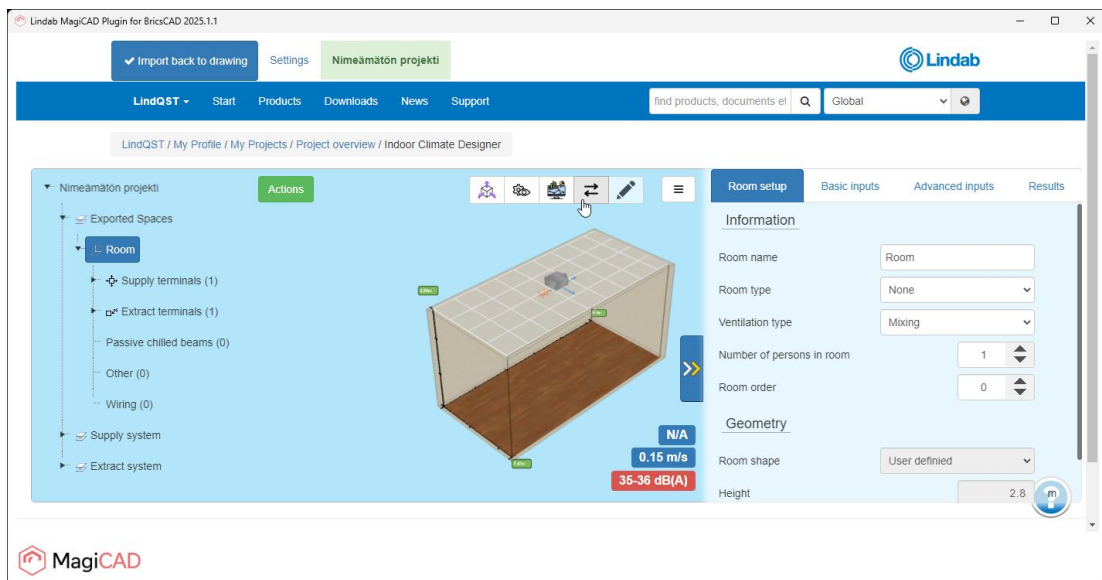 Lindab MagiCAD Plugin for BricsCAD 2025.1.1
Import back to drawing Settings Nimeämätön projekti Lindab
LindQST Start Products Downloads News Support find products, documents et Global
LindQST / My Profile / My Projects / Project overview / Indoor Climate Designer
Nimeämätön projekti Actions Room setup Basic inputs Advanced inputs Results
Exported Spaces
Information
Room
Room name Room
Supply terminals (1)
Room type None
Extract terminals (1)
Ventilation type Mixing
Passive chilled beams (0)
Number of persons in room 1
Other (0)
Room order 0
Wiring (0)
Geometry
Supply system
N/A
0.15 m/s
Room shape User definied
Extract system
35-36 dB(A)
Height 2.8 m
MagiCAD